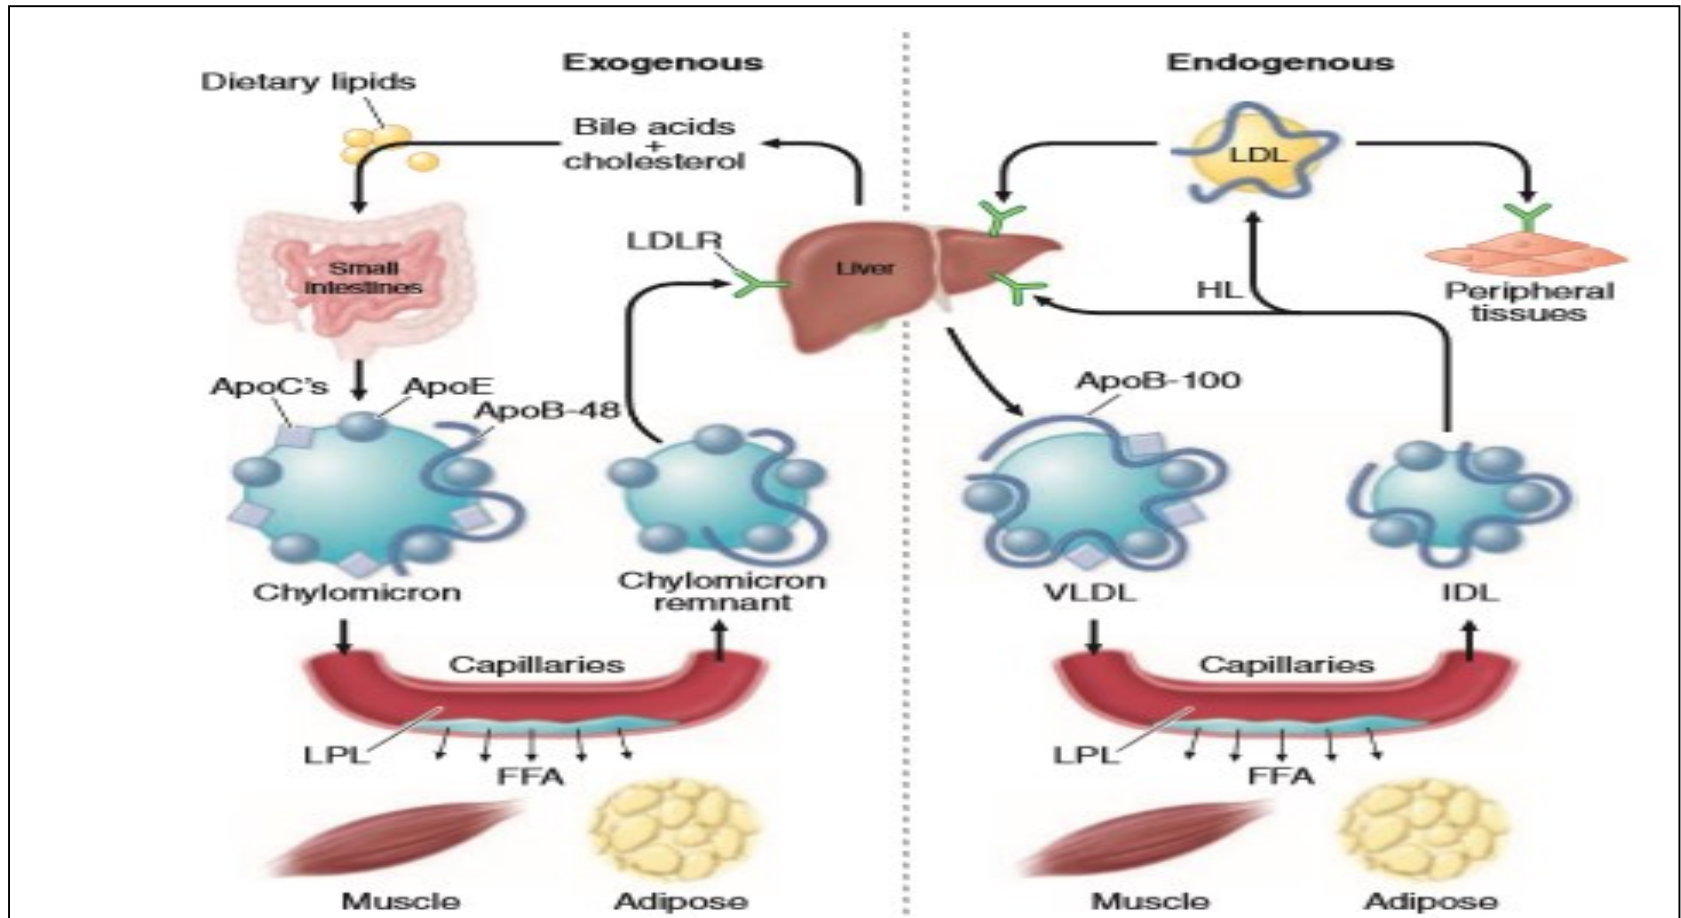 Exogenous
Dietary lipids
Bile acids
+
cholesterol
LDLR
Small
intestines
Liver
ApoC's
ApoE
ApoB-48
Chylomicron
Chylomicron
remnant
Capillaries
LPL
FFA
Muscle
Adipose
Endogenous
LDL
HL
Peripheral
tissues
ApoB-100
VLDL
IDL
Capillaries
LPL
FFA
Muscle
Adipose